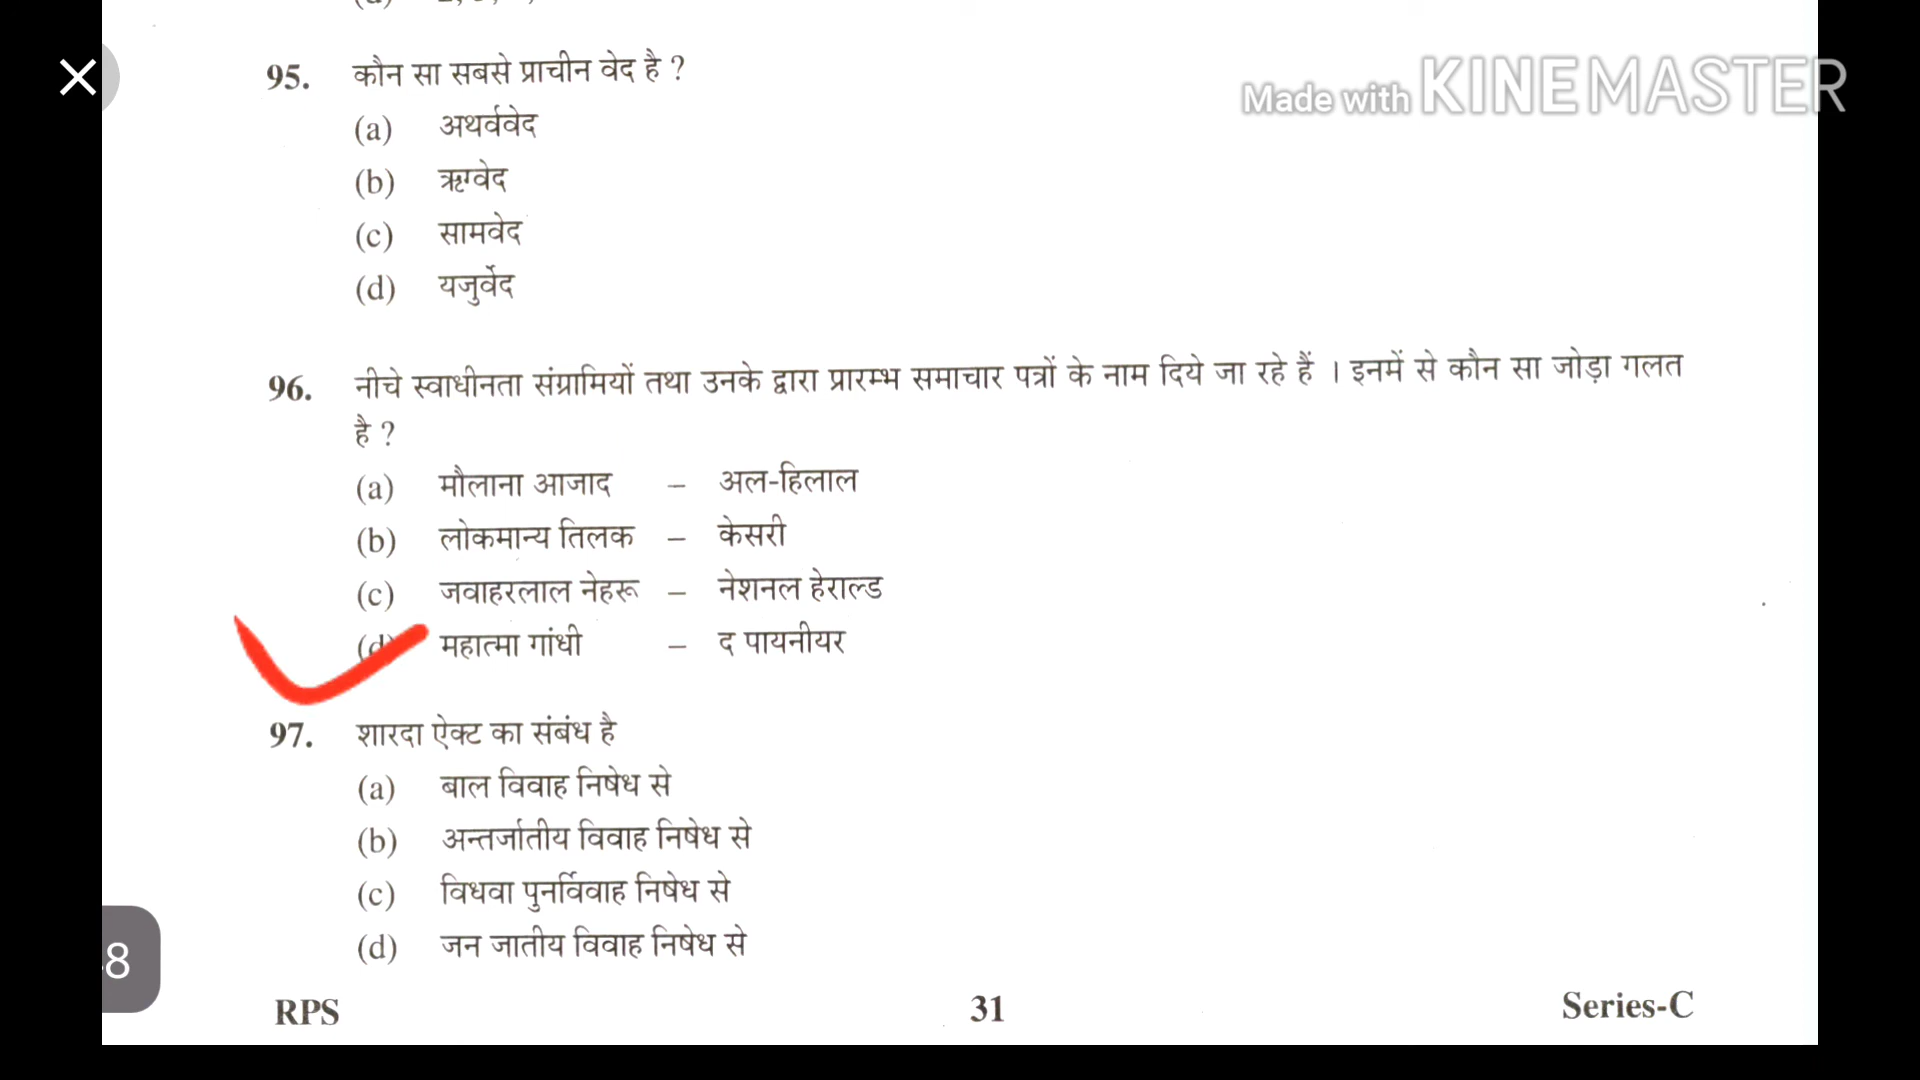 95. कौन सा सबसे प्राचीन वेद है ?
Made with KINEMASTER
(a) अथर्ववेद
(b) ऋग्वेद
(c) सामवेद
(d) यजुर्वेद
96. नीचे स्वाधीनता संग्रामियों तथा उनके द्वारा प्रारम्भ समाचार पत्रों के नाम दिये जा रहे हैं । इनमें से कौन सा जोड़ा गलत
है ?
(a) मौलाना आजाद – अल-हिलाल
(b) लोकमान्य तिलक – केसरी
(c) जवाहरलाल नेहरू – नेशनल हेराल्ड
(d) महात्मा गांधी – द पायनीयर
97. शारदा ऐक्ट का संबंध है
(a) बाल विवाह निषेध से
(b) अन्तर्जातीय विवाह निषेध से
(c) विधवा पुनर्विवाह निषेध से
(d) जन जातीय विवाह निषेध से
8
RPS 31 Series-C